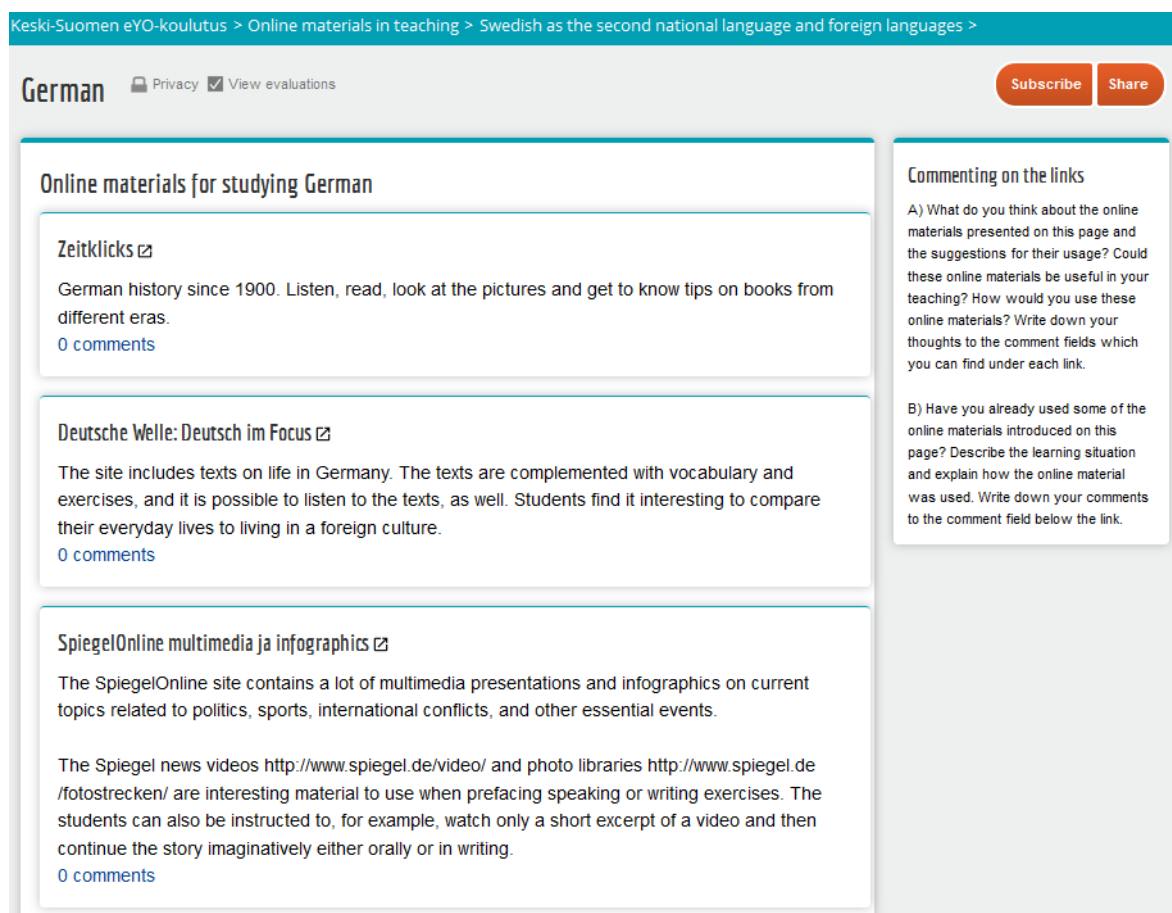 Keski-Suomen eYO-koulutus > Online materials in teaching > Swedish as the second national language and foreign languages >
German
Privacy View evaluations
Subscribe
Share
Online materials for studying German
Zeitklicks
German history since 1900. Listen, read, look at the pictures and get to know tips on books from
different eras.
0 comments
Deutsche Welle: Deutsch im Focus
The site includes texts on life in Germany. The texts are complemented with vocabulary and
exercises, and it is possible to listen to the texts, as well. Students find it interesting to compare
their everyday lives to living in a foreign culture.
0 comments
SpiegelOnline multimedia ja infographics
The SpiegelOnline site contains a lot of multimedia presentations and infographics on current
topics related to politics, sports, international conflicts, and other essential events.
The Spiegel news videos http://www.spiegel.de/video/ and photo libraries http://www.spiegel.de
/fotostrecken/ are interesting material to use when prefacing speaking or writing exercises. The
students can also be instructed to, for example, watch only a short excerpt of a video and then
continue the story imaginatively either orally or in writing.
0 comments
Commenting on the links
A) What do you think about the online
materials presented on this page and
the suggestions for their usage? Could
these online materials be useful in your
teaching? How would you use these
online materials? Write down your
thoughts to the comment fields which
you can find under each link.
B) Have you already used some of the
online materials introduced on this
page? Describe the learning situation
and explain how the online material
was used. Write down your comments
to the comment field below the link.